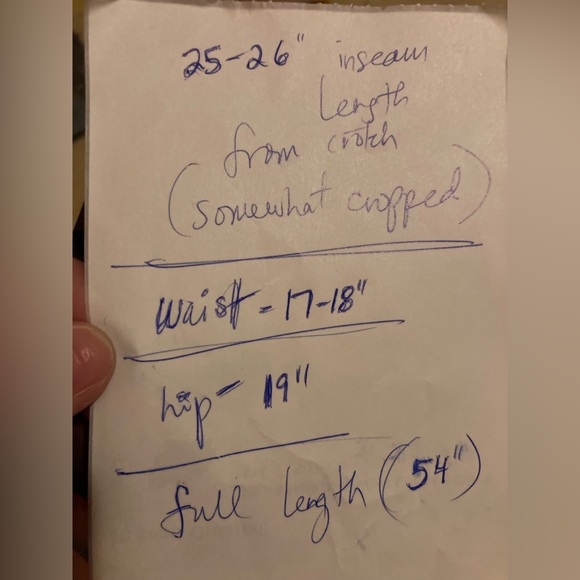 25-26" inseam
length
from crotch
(somewhat cropped)
Waist - 17-18"
hip - 19"
full length (54")